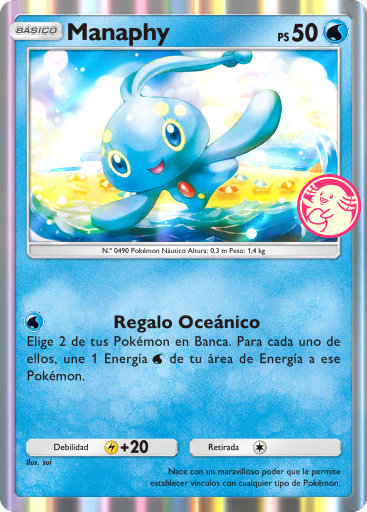 BÁSICO Manaphy PS 50
N.º 0490 Pokémon Náutico Altura: 0,3 m Peso: 1,4 kg
Regalo Oceánico
Elige 2 de tus Pokémon en Banca. Para cada uno de
ellos, une 1 Energía de tu área de Energía a ese
Pokémon.
Debilidad +20 Retirada
Ilus. sui
Nace con un maravilloso poder que le permite
establecer vínculos con cualquier tipo de Pokémon.